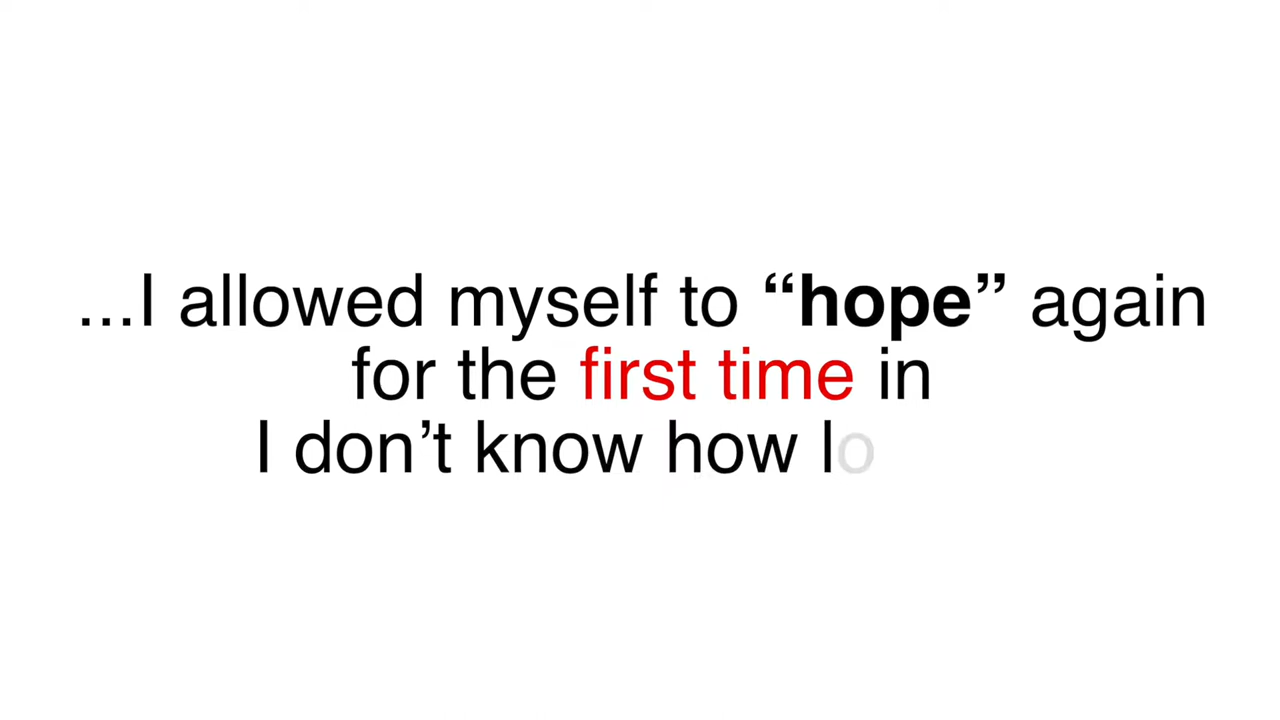 ...I allowed myself to “hope” again
for the first time in
I don’t know how lo